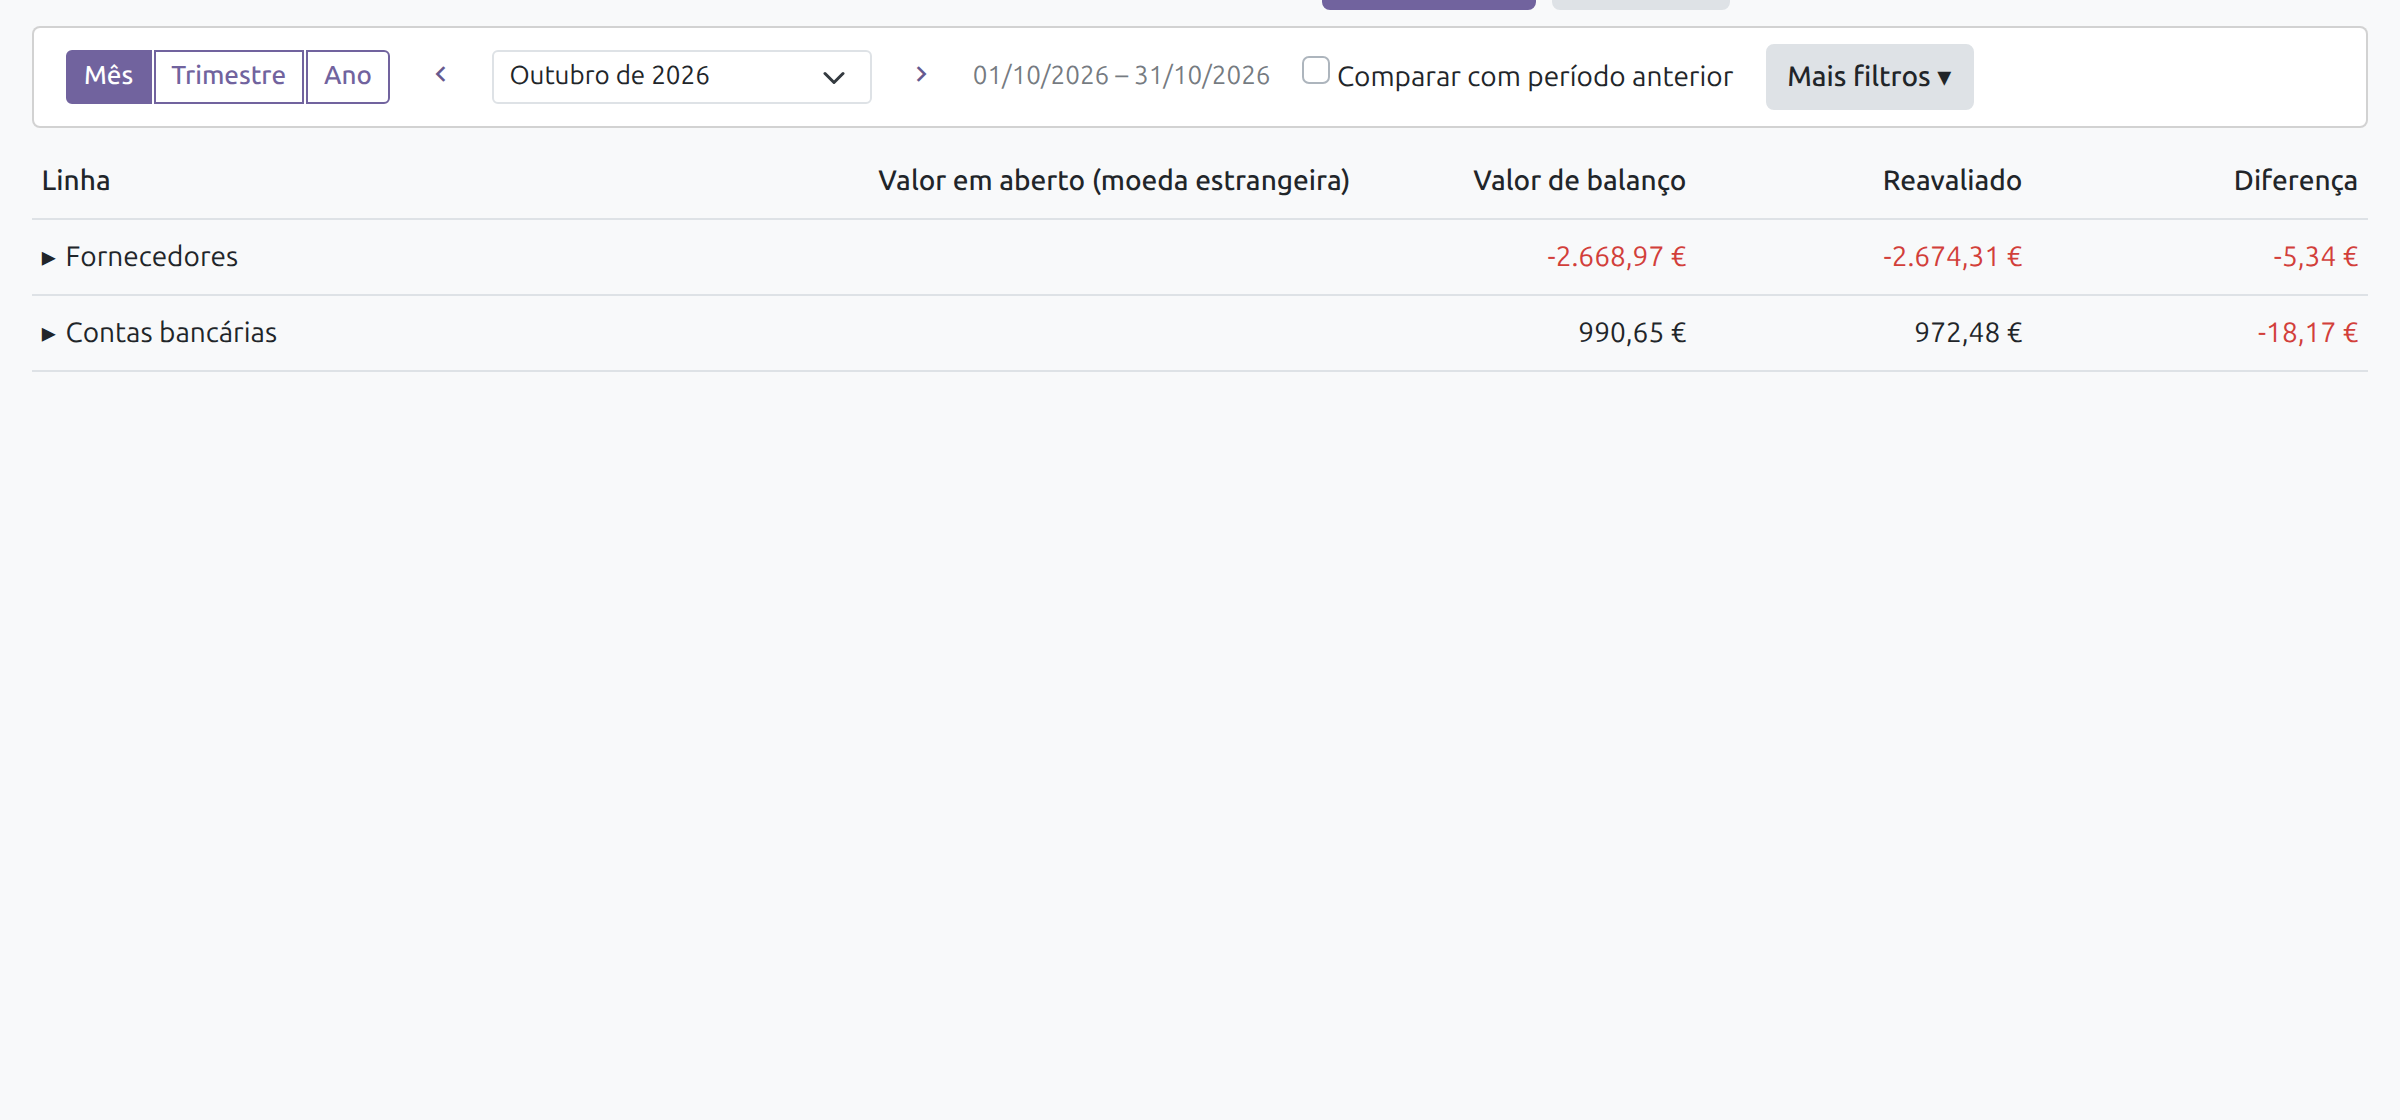 Mês Trimestre Ano ‹ Outubro de 2026 › 01/10/2026 – 31/10/2026 Comparar com período anterior Mais filtros ▾
Linha Valor em aberto (moeda estrangeira) Valor de balanço Reavaliado Diferença
▸ Fornecedores -2.668,97 € -2.674,31 € -5,34 €
▸ Contas bancárias 990,65 € 972,48 € -18,17 €